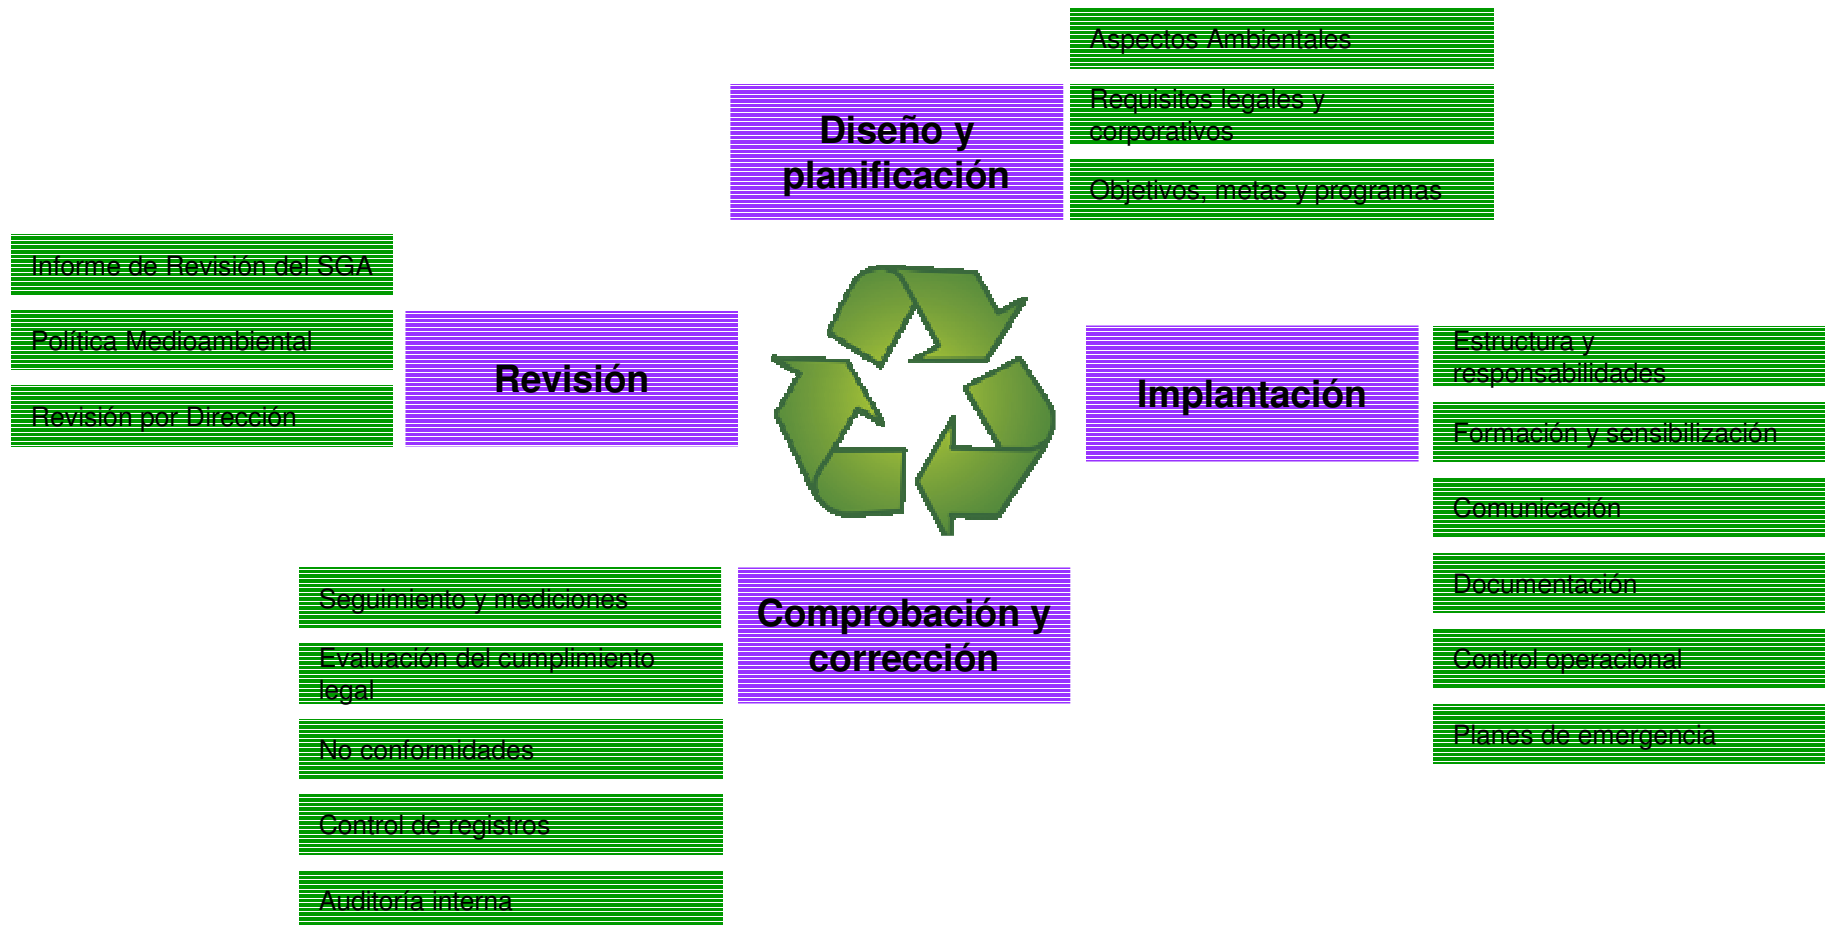 Aspectos Ambientales
Requisitos legales y
corporativos
Objetivos, metas y programas
Diseño y
planificación
Informe de Revisión del SGA
Política Medioambiental
Revisión por Dirección
Revisión
Implantación
Estructura y
responsabilidades
Formación y sensibilización
Comunicación
Documentación
Control operacional
Planes de emergencia
Comprobación y
corrección
Seguimiento y mediciones
Evaluación del cumplimiento
legal
No conformidades
Control de registros
Auditoría interna